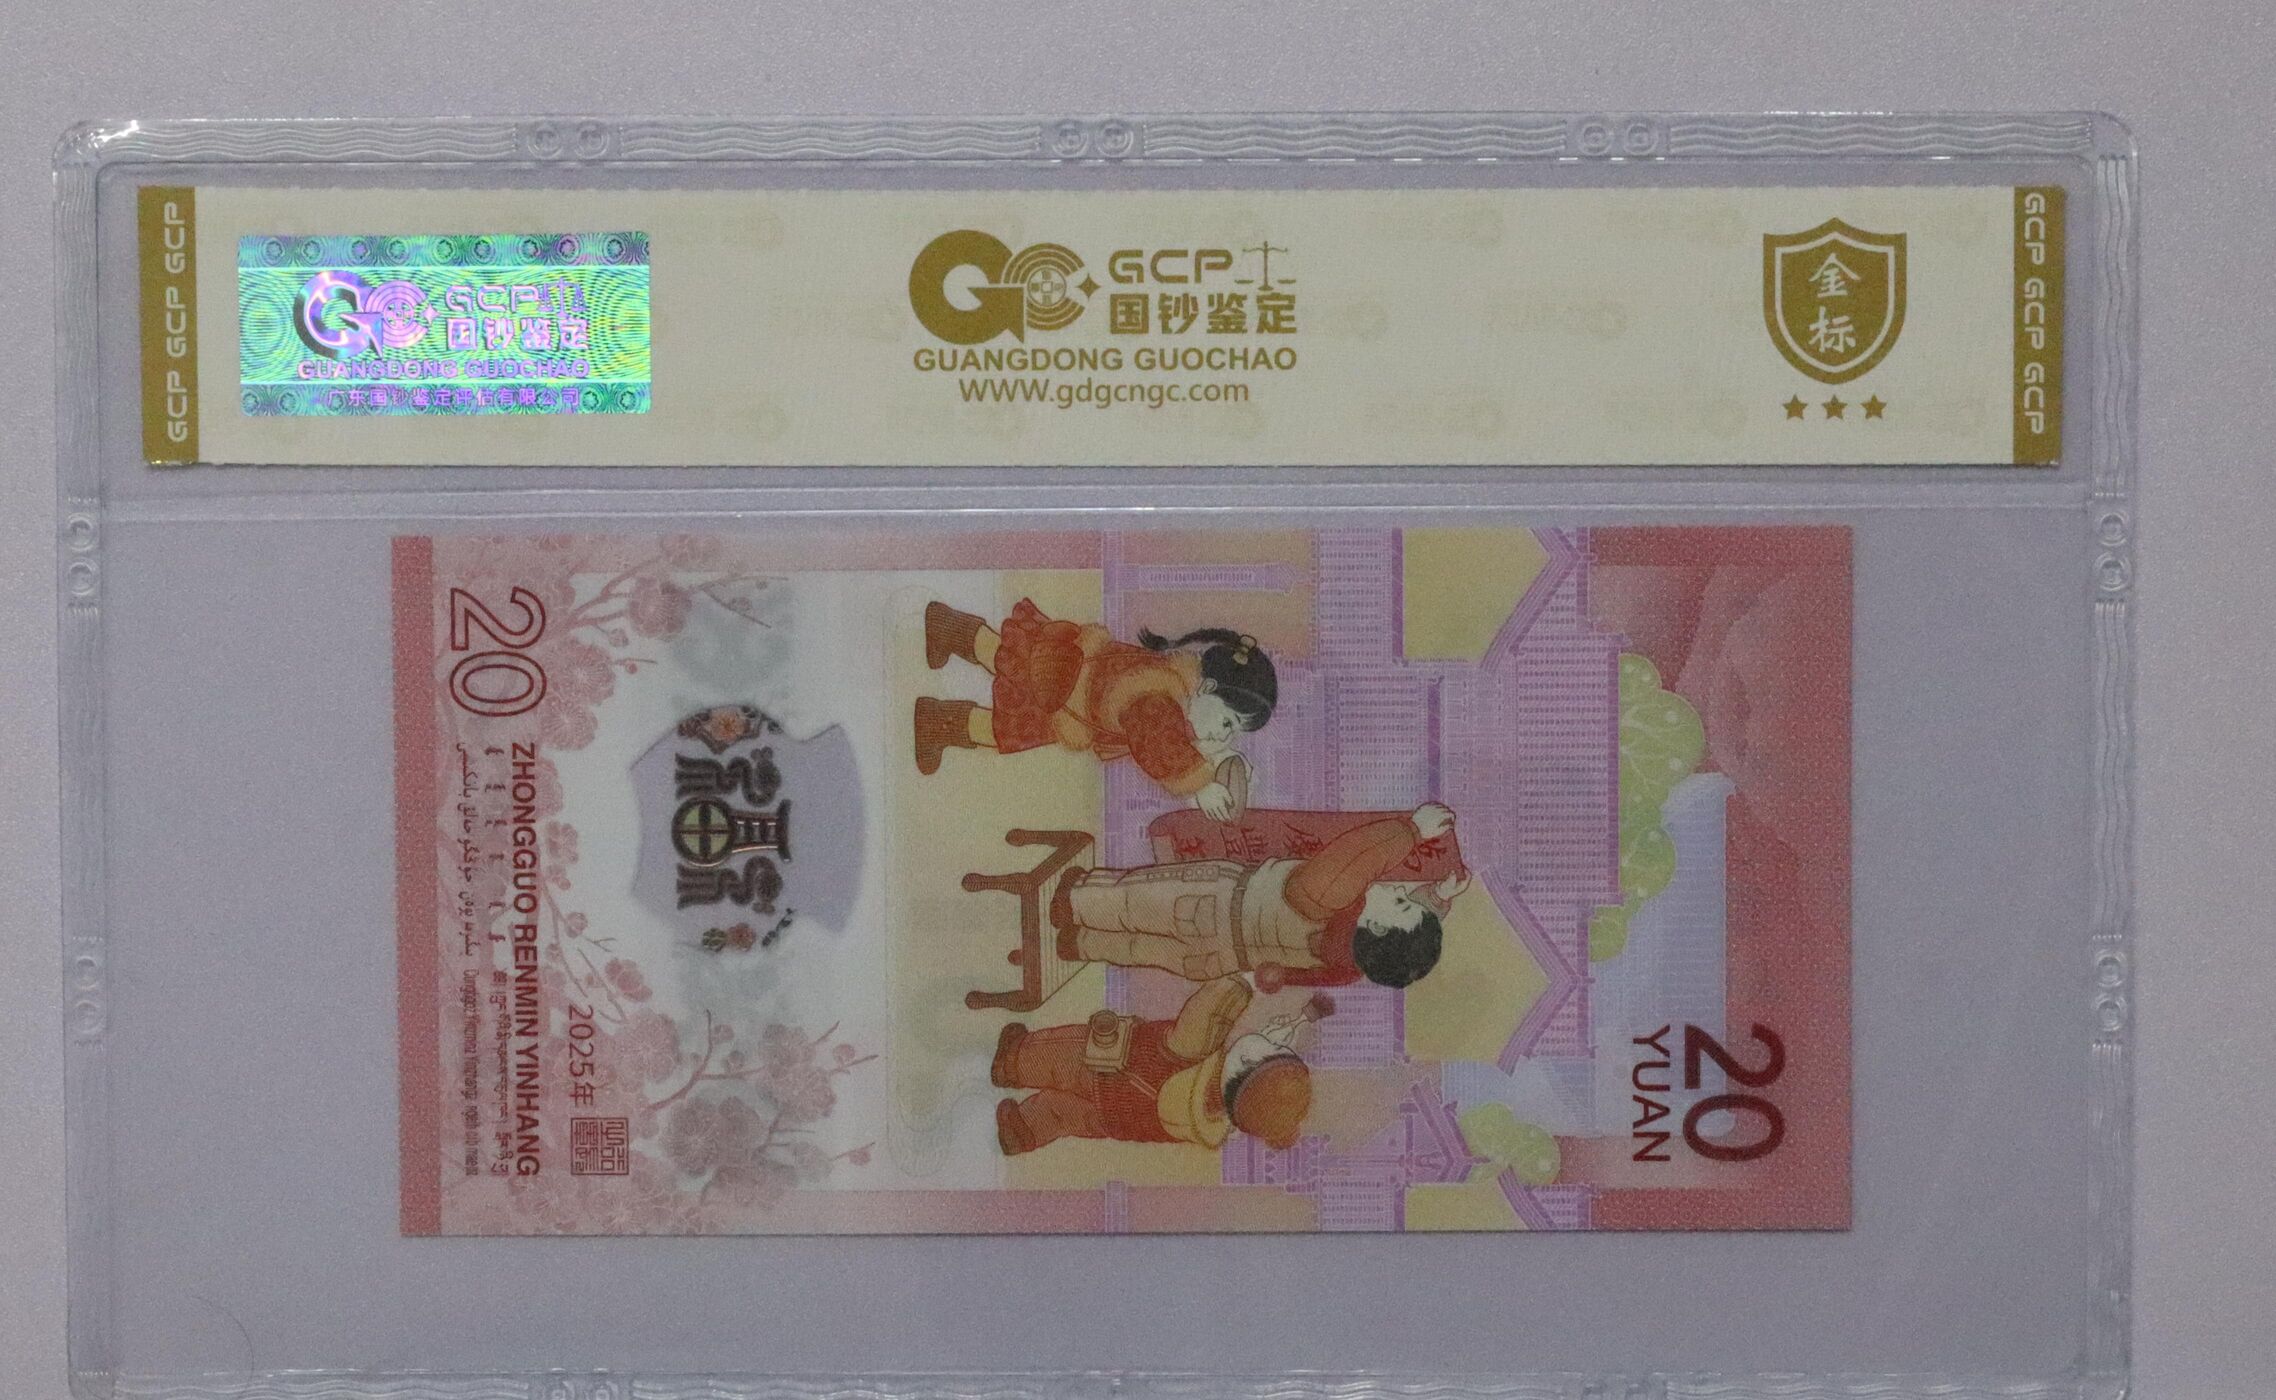 GCP GCP GCP
GCP
国钞鉴定
GUANGDONG GUOCHAO
广东国钞鉴定评估有限公司
GCP
国钞鉴定
GUANGDONG GUOCHAO
WWW.gdgcngc.com
金
标
GCP GCP GCP
20
YUAN
20
ZHONGGUO RENMIN YINHANG
2025年